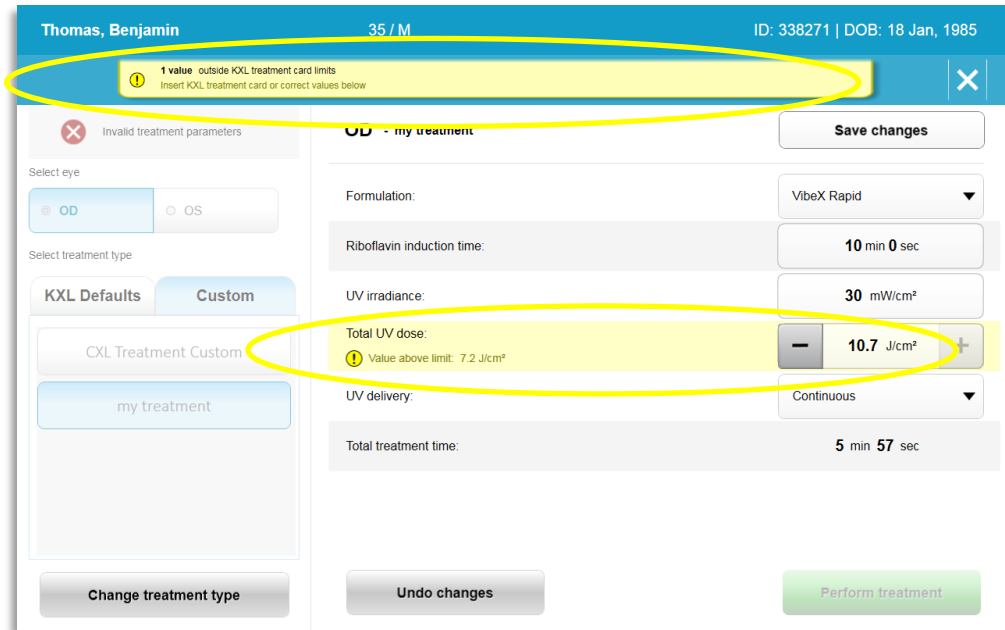 Thomas, Benjamin 35 / M ID: 338271 | DOB: 18 Jan, 1985
1 value outside KXL treatment card limits
Insert KXL treatment card or correct values below
Invalid treatment parameters
OD - my treatment
Save changes
Select eye
OD
OS
Select treatment type
KXL Defaults
Custom
CXL Treatment Custom
my treatment
Change treatment type
Formulation: VibeX Rapid
Riboflavin induction time: 10 min 0 sec
UV irradiance: 30 mW/cm²
Total UV dose: 10.7 J/cm²
Value above limit: 7.2 J/cm²
UV delivery: Continuous
Total treatment time: 5 min 57 sec
Undo changes
Perform treatment